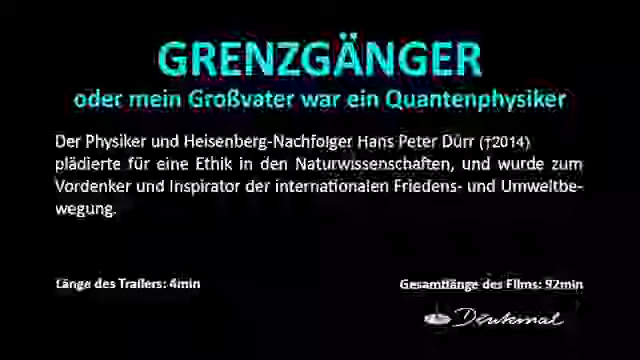 GRENZGÄNGER
oder mein Großvater war ein Quantenphysiker
Der Physiker und Heisenberg-Nachfolger Hans Peter Dürr (†2014)
plädierte für eine Ethik in den Naturwissenschaften, und wurde zum
Vordenker und Inspirator der internationalen Friedens- und Umweltbe-
wegung.
Länge des Trailers: 4min
Gesamtlänge des Films: 92min
Denkmal